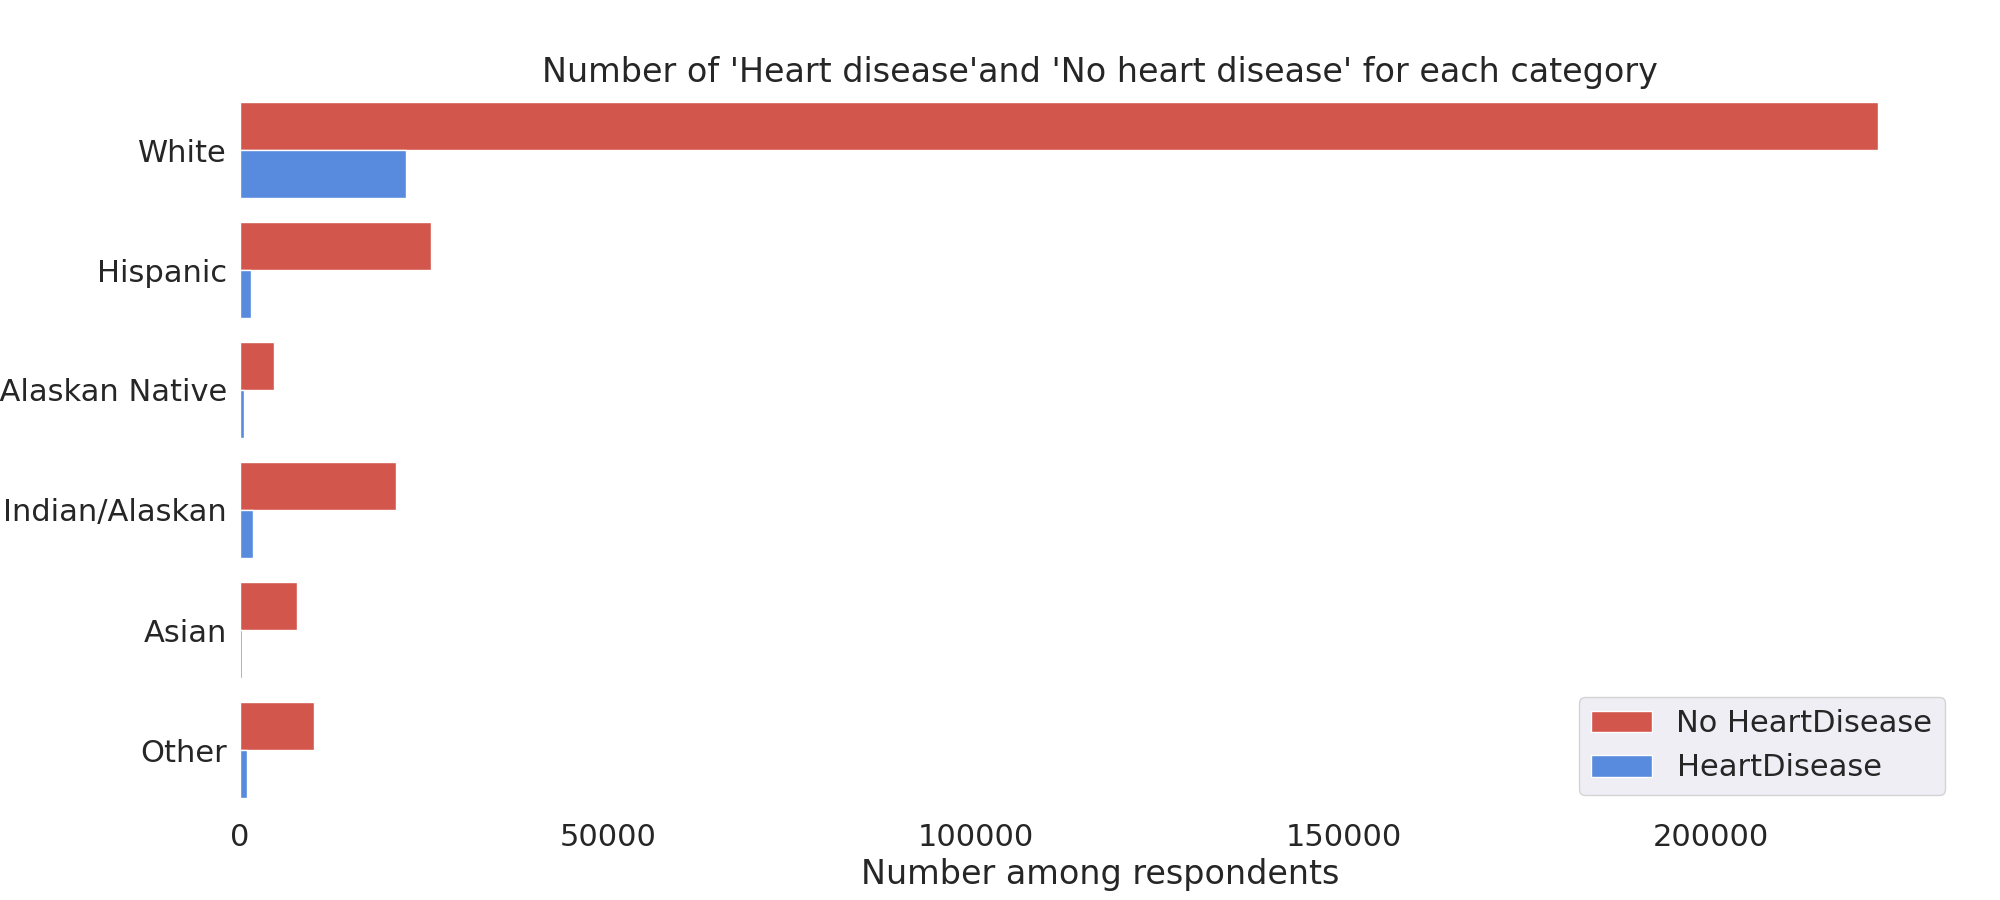 Number of 'Heart disease'and 'No heart disease' for each category
White
Hispanic
Alaskan Native
Indian/Alaskan
Asian
Other
No HeartDisease
HeartDisease
0 50000 100000 150000 200000
Number among respondents